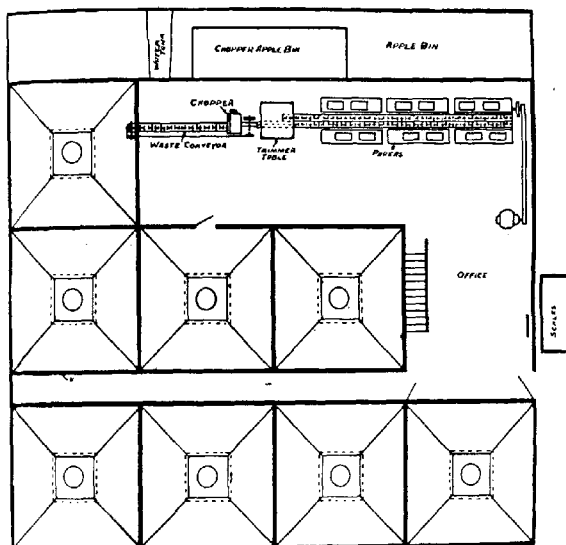 WATER TANK
CHOPPER APPLE BIN
APPLE BIN
CHOPPER
WASTE CONVEYOR
TRIMMER
TABLE
PARERS
OFFICE
SCALES